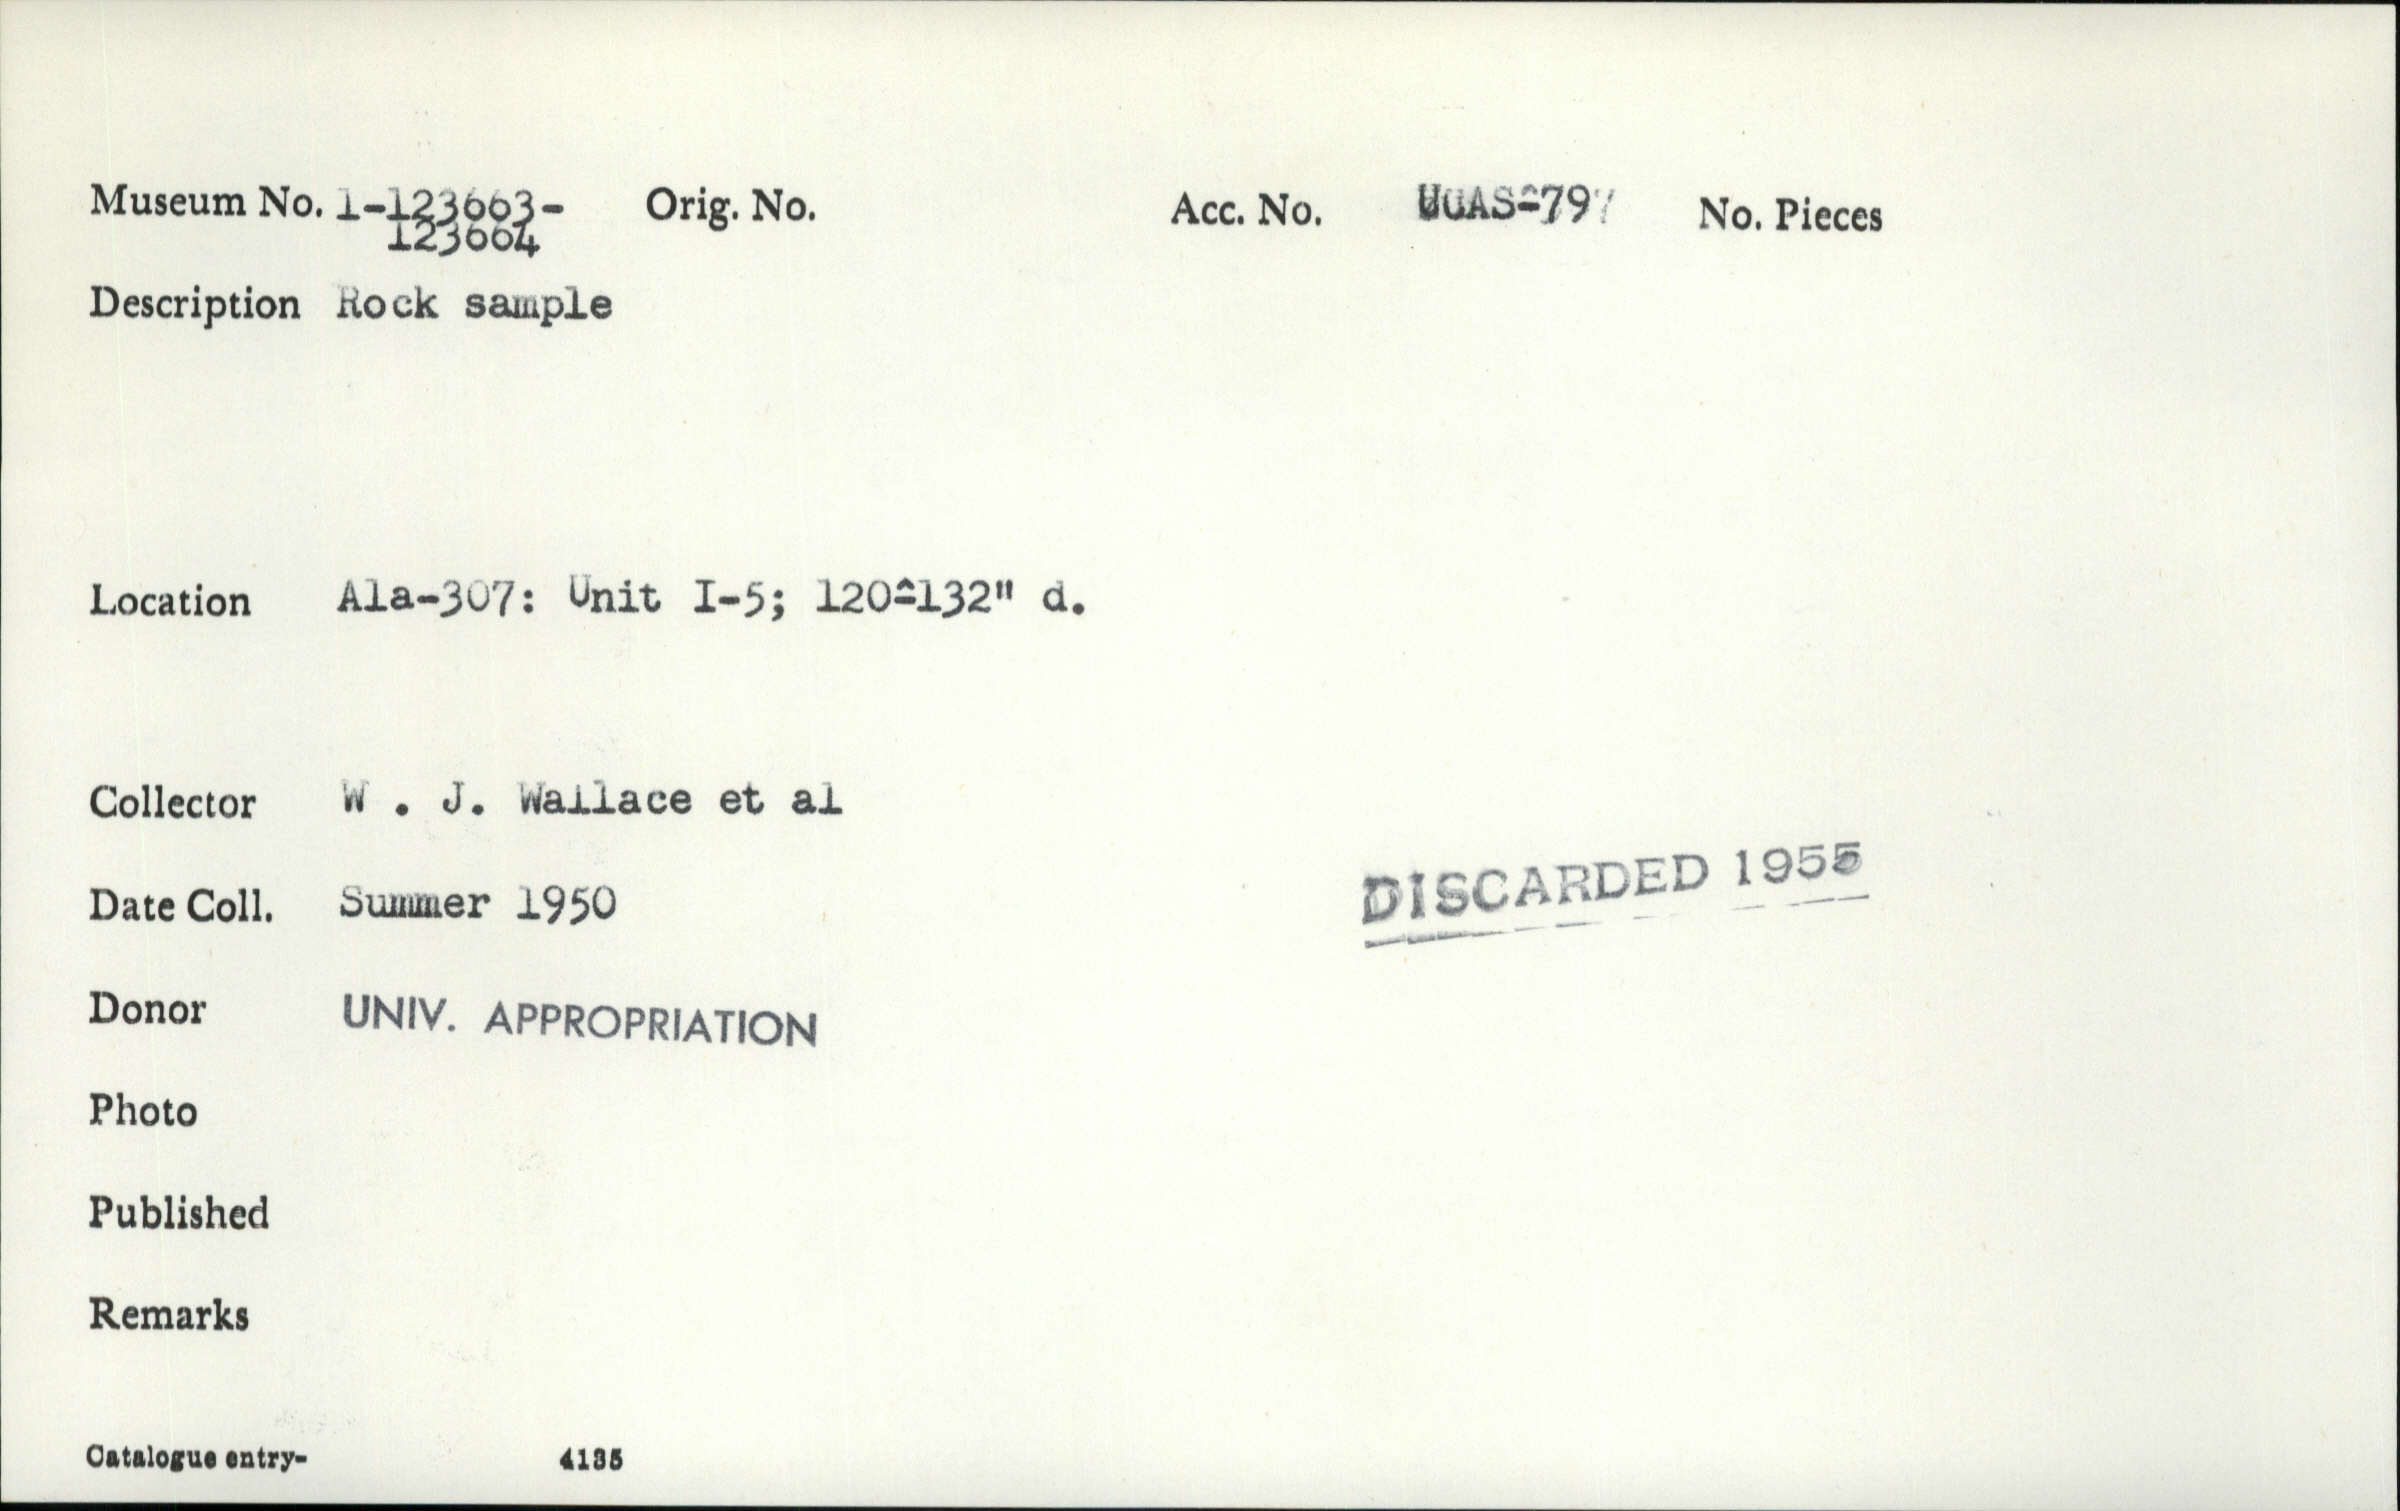 Museum No. 1-123663- Orig. No. Acc. No. UCAS-797 No. Pieces
123664
Description Rock sample
Location Ala-307: Unit I-5; 120-132" d.
Collector W . J. Wallace et al
DISCARDED 1955
Date Coll. Summer 1950
Donor UNIV. APPROPRIATION
Photo
Published
Remarks
Catalogue entry- 4135